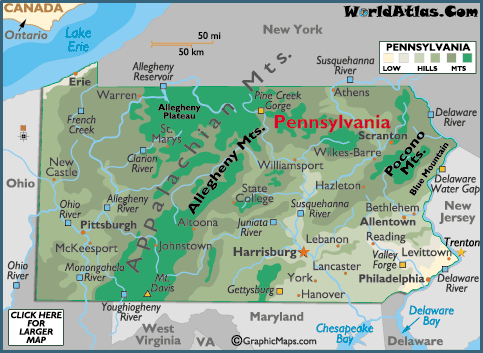 CANADA
WorldAtlas.Com
Ontario
Lake
Erie
50 mi
50 km
New York
PENNSYLVANIA
LOW HILLS MTS
Erie
Allegheny
Reservoir
Susquehanna
River
Warren
Pine Creek
Gorge
Athens
French
Creek
Allegheny
Plateau
Appalachian Mts.
Pennsylvania
Delaware
River
St.
Marys
Scranton
Clarion
River
Allegheny Mts.
Williamsport
Wilkes-Barre
Pocono
Mts.
Blue Mountain
New
Castle
Ohio
Allegheny
River
State
College
Hazleton
Delaware
Water Gap
Ohio
River
Susquehanna
River
Bethlehem
New
Jersey
Pittsburgh
Altoona
Juniata
River
Allentown
McKeesport
Johnstown
Lebanon
Reading
Levittown
Trenton
Harrisburg
Valley
Forge
Monongahela
River
Lancaster
Ohio
River
Mt
Davis
York
Philadelphia
Delaware
River
Gettysburg
Hanover
Youghiogheny
River
CLICK HERE
FOR
LARGER
MAP
Maryland
Delaware
Bay
West
Virginia
VA
Chesapeake
Bay
Delaware
©GraphicMaps.com